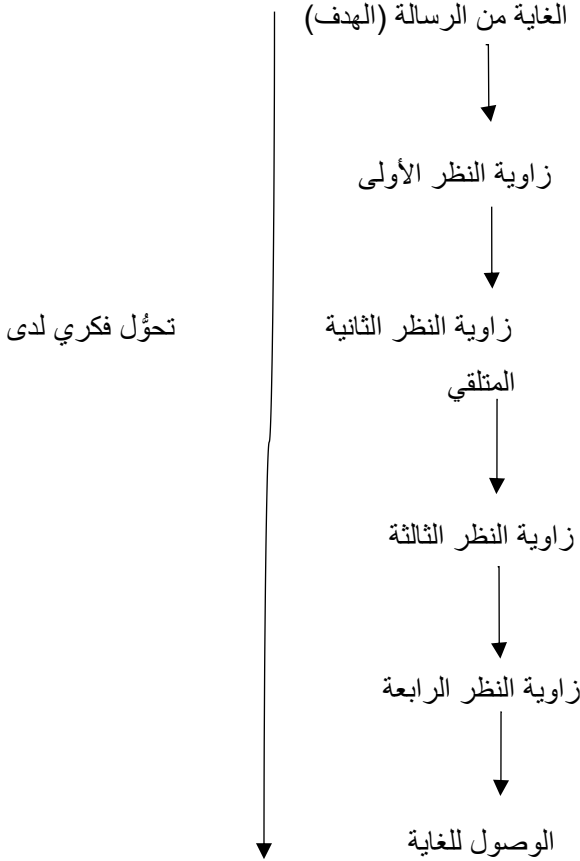 الغاية من الرسالة (الهدف)
زاوية النظر الأولى
زاوية النظر الثانية تحوُّل فكري لدى
المتلقي
زاوية النظر الثالثة
زاوية النظر الرابعة
الوصول للغاية